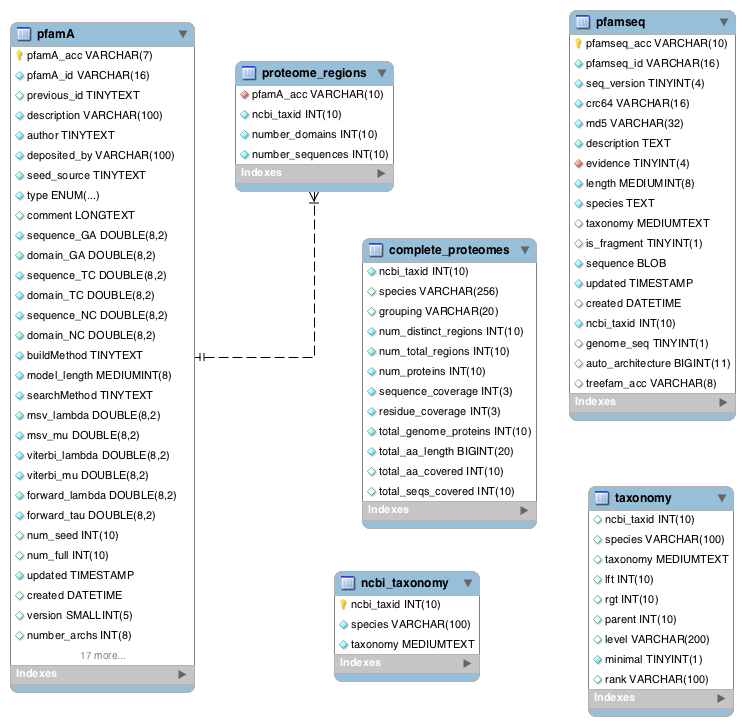 pfamA
pfamA_acc VARCHAR(7)
pfamA_id VARCHAR(16)
previous_id TINYTEXT
description VARCHAR(100)
author TINYTEXT
deposited_by VARCHAR(100)
seed_source TINYTEXT
type ENUM(...)
comment LONGTEXT
sequence_GA DOUBLE(8,2)
domain_GA DOUBLE(8,2)
sequence_TC DOUBLE(8,2)
domain_TC DOUBLE(8,2)
sequence_NC DOUBLE(8,2)
domain_NC DOUBLE(8,2)
buildMethod TINYTEXT
model_length MEDIUMINT(8)
searchMethod TINYTEXT
msv_lambda DOUBLE(8,2)
msv_mu DOUBLE(8,2)
viterbi_lambda DOUBLE(8,2)
viterbi_mu DOUBLE(8,2)
forward_lambda DOUBLE(8,2)
forward_tau DOUBLE(8,2)
num_seed INT(10)
num_full INT(10)
updated TIMESTAMP
created DATETIME
version SMALLINT(5)
number_archs INT(8)
17 more...
Indexes
proteome_regions
pfamA_acc VARCHAR(10)
ncbi_taxid INT(10)
number_domains INT(10)
number_sequences INT(10)
Indexes
complete_proteomes
ncbi_taxid INT(10)
species VARCHAR(256)
grouping VARCHAR(20)
num_distinct_regions INT(10)
num_total_regions INT(10)
num_proteins INT(10)
sequence_coverage INT(3)
residue_coverage INT(3)
total_genome_proteins INT(10)
total_aa_length BIGINT(20)
total_aa_covered INT(10)
total_seqs_covered INT(10)
Indexes
ncbi_taxonomy
ncbi_taxid INT(10)
species VARCHAR(100)
taxonomy MEDIUMTEXT
Indexes
pfamseq
pfamseq_acc VARCHAR(10)
pfamseq_id VARCHAR(16)
seq_version TINYINT(4)
crc64 VARCHAR(16)
md5 VARCHAR(32)
description TEXT
evidence TINYINT(4)
length MEDIUMINT(8)
species TEXT
taxonomy MEDIUMTEXT
is_fragment TINYINT(1)
sequence BLOB
updated TIMESTAMP
created DATETIME
ncbi_taxid INT(10)
genome_seq TINYINT(1)
auto_architecture BIGINT(11)
treefam_acc VARCHAR(8)
Indexes
taxonomy
ncbi_taxid INT(10)
species VARCHAR(100)
taxonomy MEDIUMTEXT
lft INT(10)
rgt INT(10)
parent INT(10)
level VARCHAR(200)
minimal TINYINT(1)
rank VARCHAR(100)
Indexes